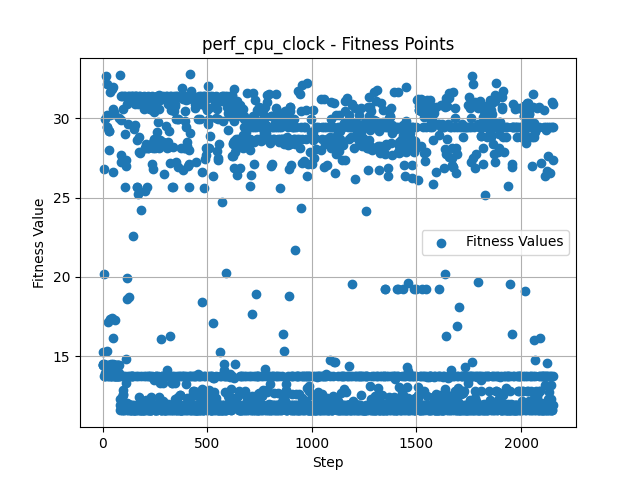 perf_cpu_clock - Fitness Points
Fitness Value
30
25
20
15
Fitness Values
0
500
1000
1500
2000
Step